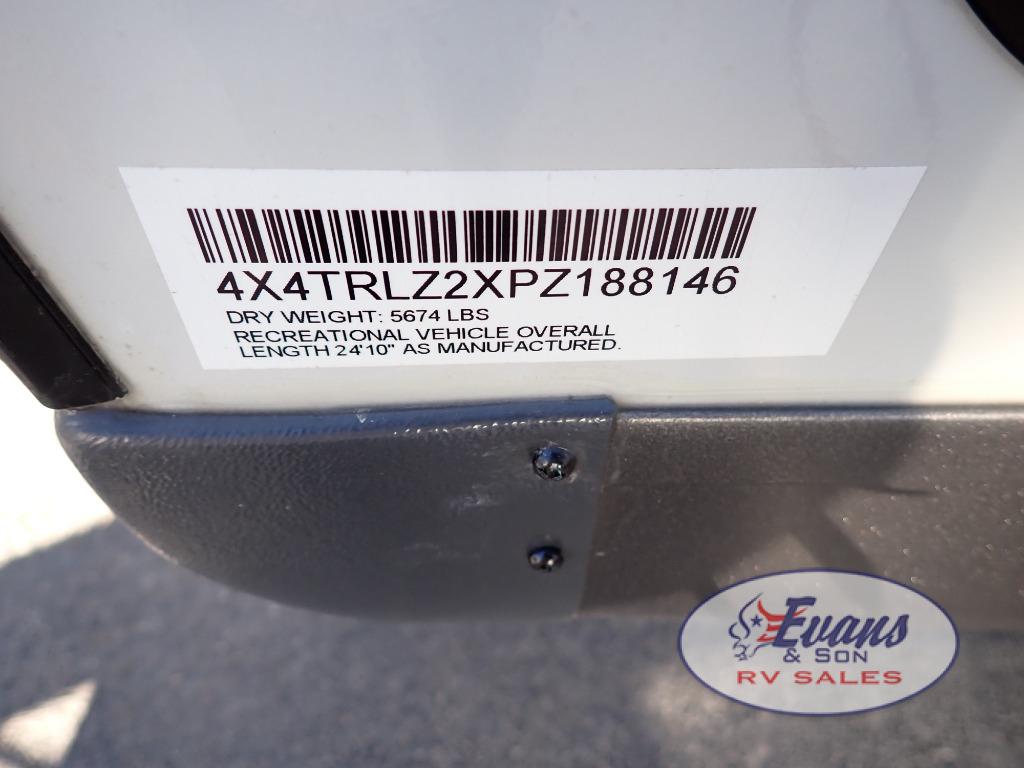 4X4TRLZ2XPZ188146
DRY WEIGHT: 5674 LBS
RECREATIONAL VEHICLE OVERALL
LENGTH 24'10" AS MANUFACTURED.
Evans
& SON
RV SALES